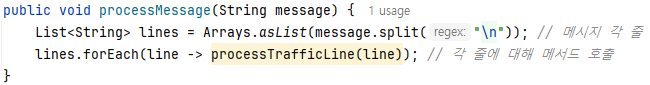 public void processMessage(String message) { 1 usage
List<String> lines = Arrays.asList(message.split( regex: "\n")); // 메시지 각 줄
lines.forEach(line -> processTrafficLine(line)); // 각 줄에 대해 메서드 호출
}